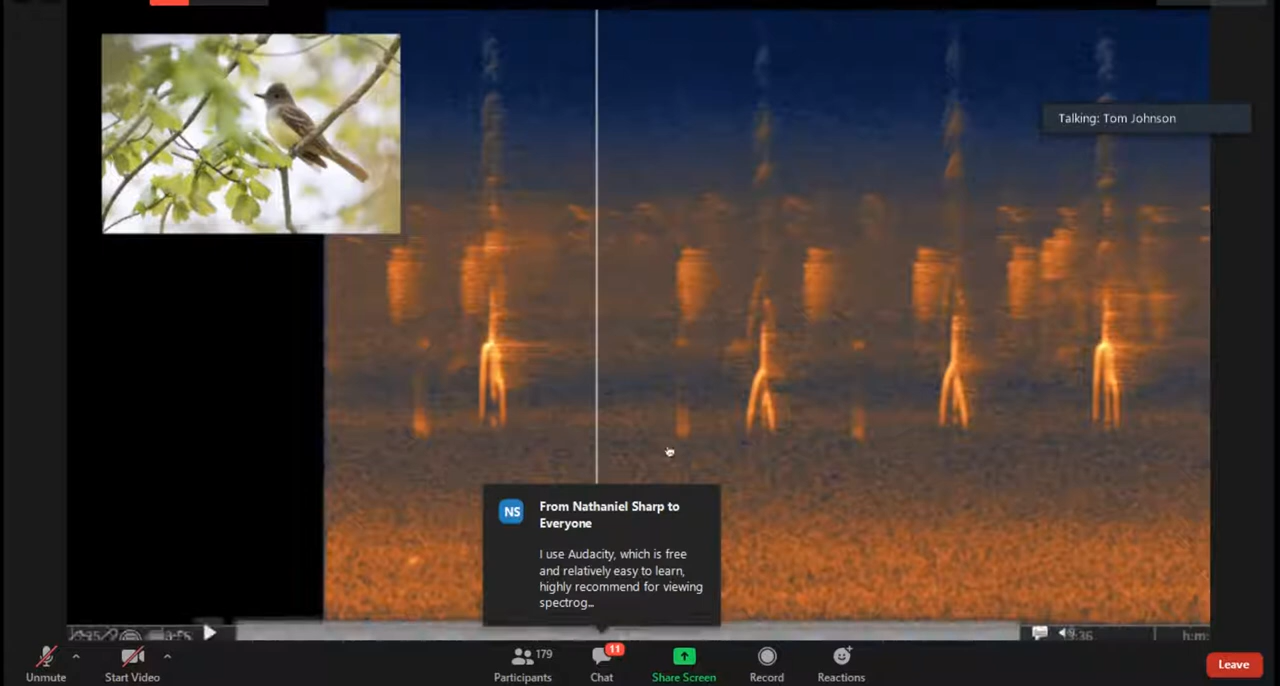 Talking: Tom Johnson
NS
From Nathaniel Sharp to
Everyone
I use Audacity, which is free
and relatively easy to learn,
highly recommend for viewing
spectrog...
h:m:
Unmute
Start Video
179
Participants
11
Chat
Share Screen
Record
Reactions
Leave